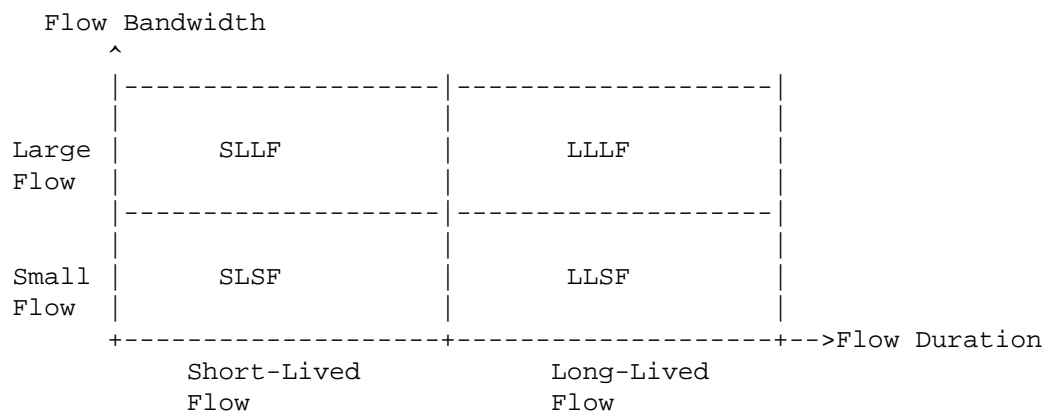 Flow Bandwidth
^
|--------------------|--------------------|
|                    |                    |
Large |      SLLF          |       LLLF         |
Flow  |                    |                    |
|--------------------|--------------------|
|                    |                    |
Small |      SLSF          |       LLSF         |
Flow  |                    |                    |
+--------------------+--------------------+-->Flow Duration
Short-Lived            Long-Lived
Flow                   Flow